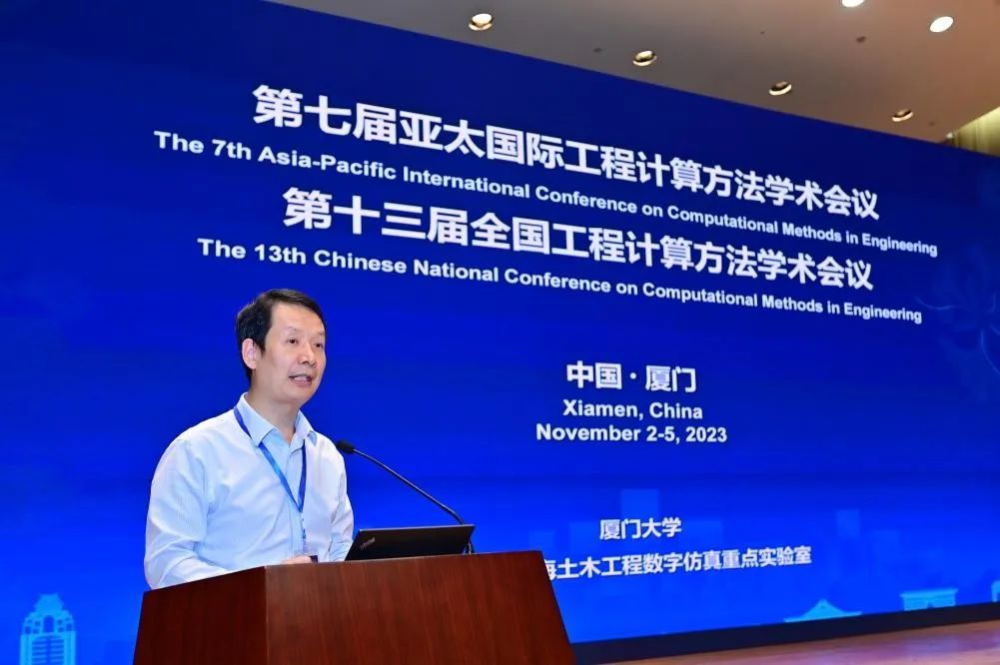 第七届亚太国际工程计算方法学术会议
The 7th Asia-Pacific International Conference on Computational Methods in Engineering
第十三届全国工程计算方法学术会议
The 13th Chinese National Conference on Computational Methods in Engineering
中国·厦门
Xiamen, China
November 2-5, 2023
厦门大学
海土木工程数字仿真重点实验室